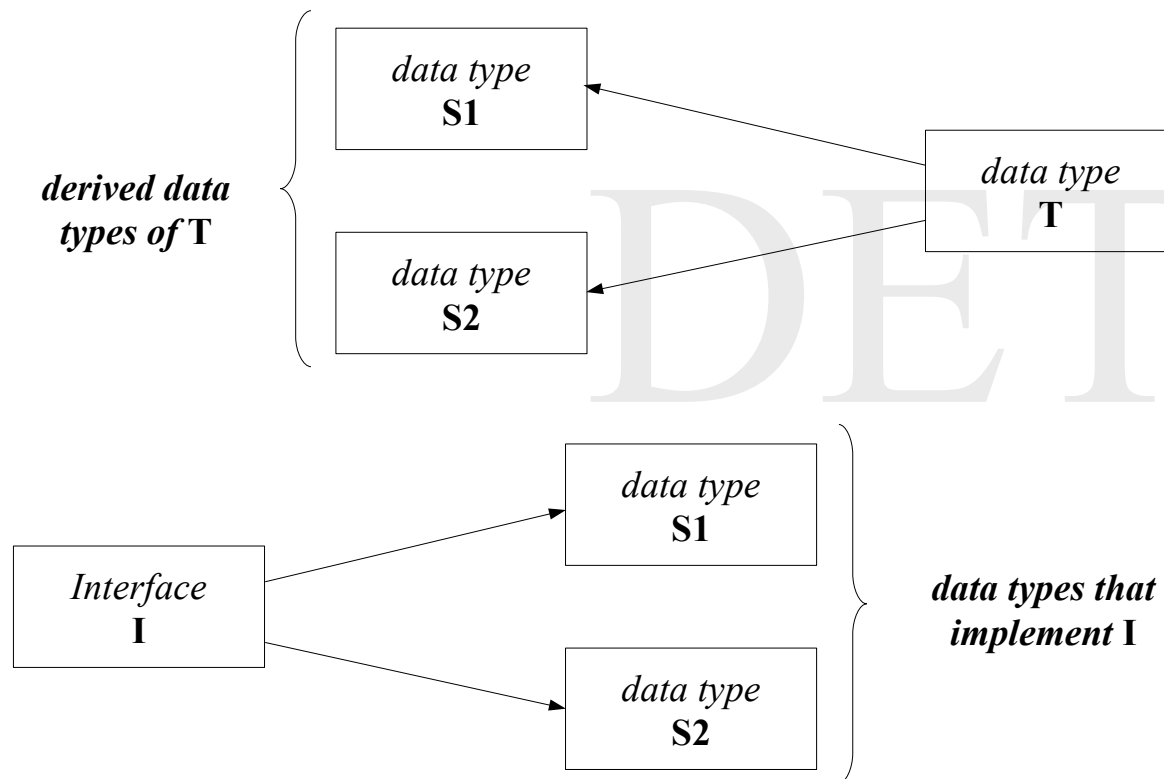 data type
S1
derived data
types of T
data type
T
data type
S2
DET
data type
S1
Interface
I
data types that
implement I
data type
S2